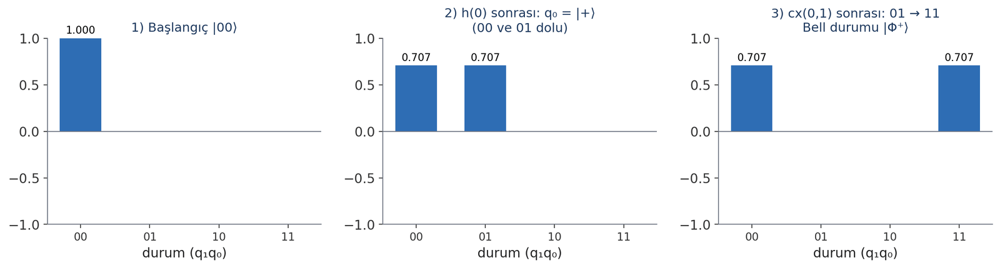 1) Başlangıç |00⟩
1.000
1.0
0.5
0.0
−0.5
−1.0
00 01 10 11
durum (q₁q₀)
2) h(0) sonrası: q₀ = |+⟩
(00 ve 01 dolu)
0.707 0.707
1.0
0.5
0.0
−0.5
−1.0
00 01 10 11
durum (q₁q₀)
3) cx(0,1) sonrası: 01 → 11
Bell durumu |Φ⁺⟩
0.707 0.707
1.0
0.5
0.0
−0.5
−1.0
00 01 10 11
durum (q₁q₀)